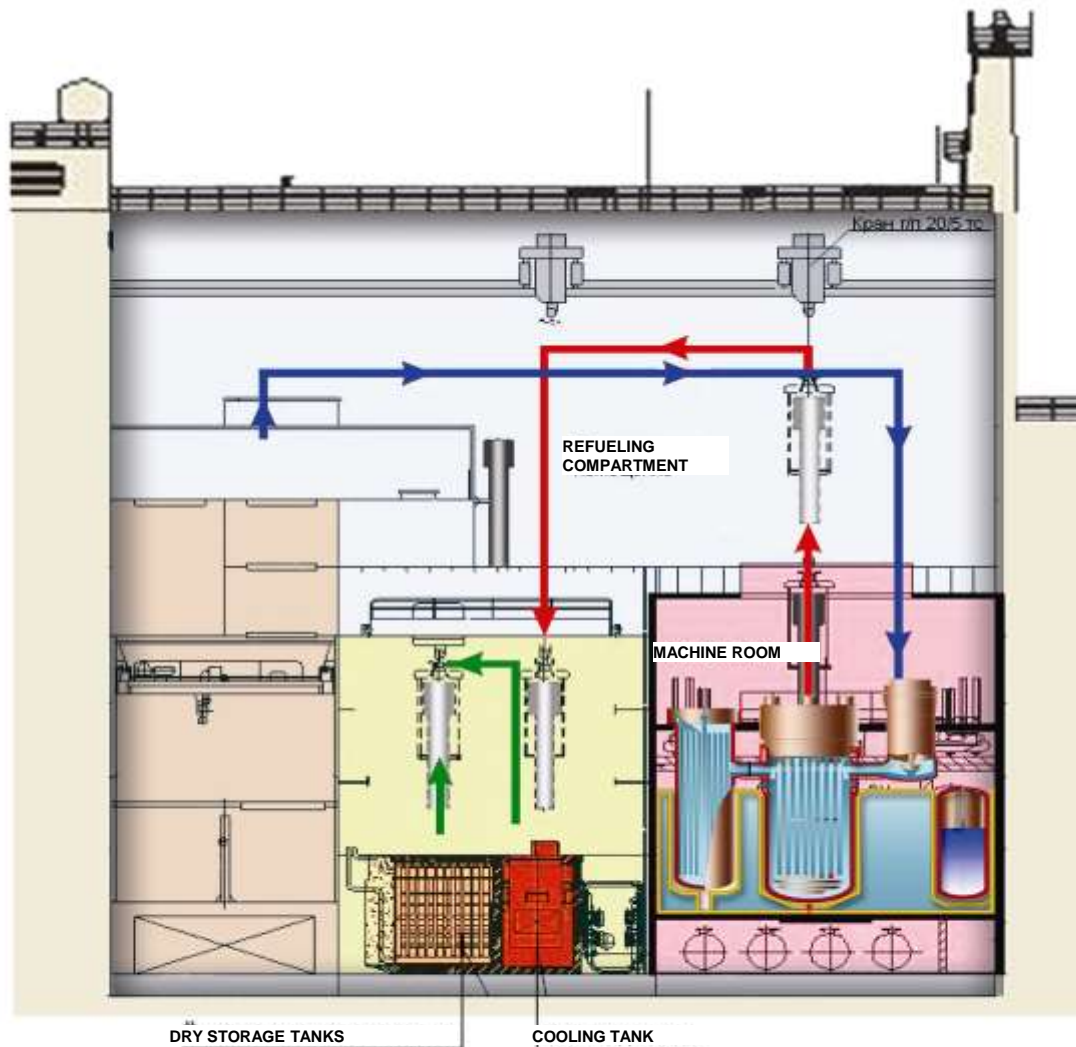 Кран г/п 20/5 тс
REFUELING
COMPARTMENT
MACHINE ROOM
DRY STORAGE TANKS
COOLING TANK